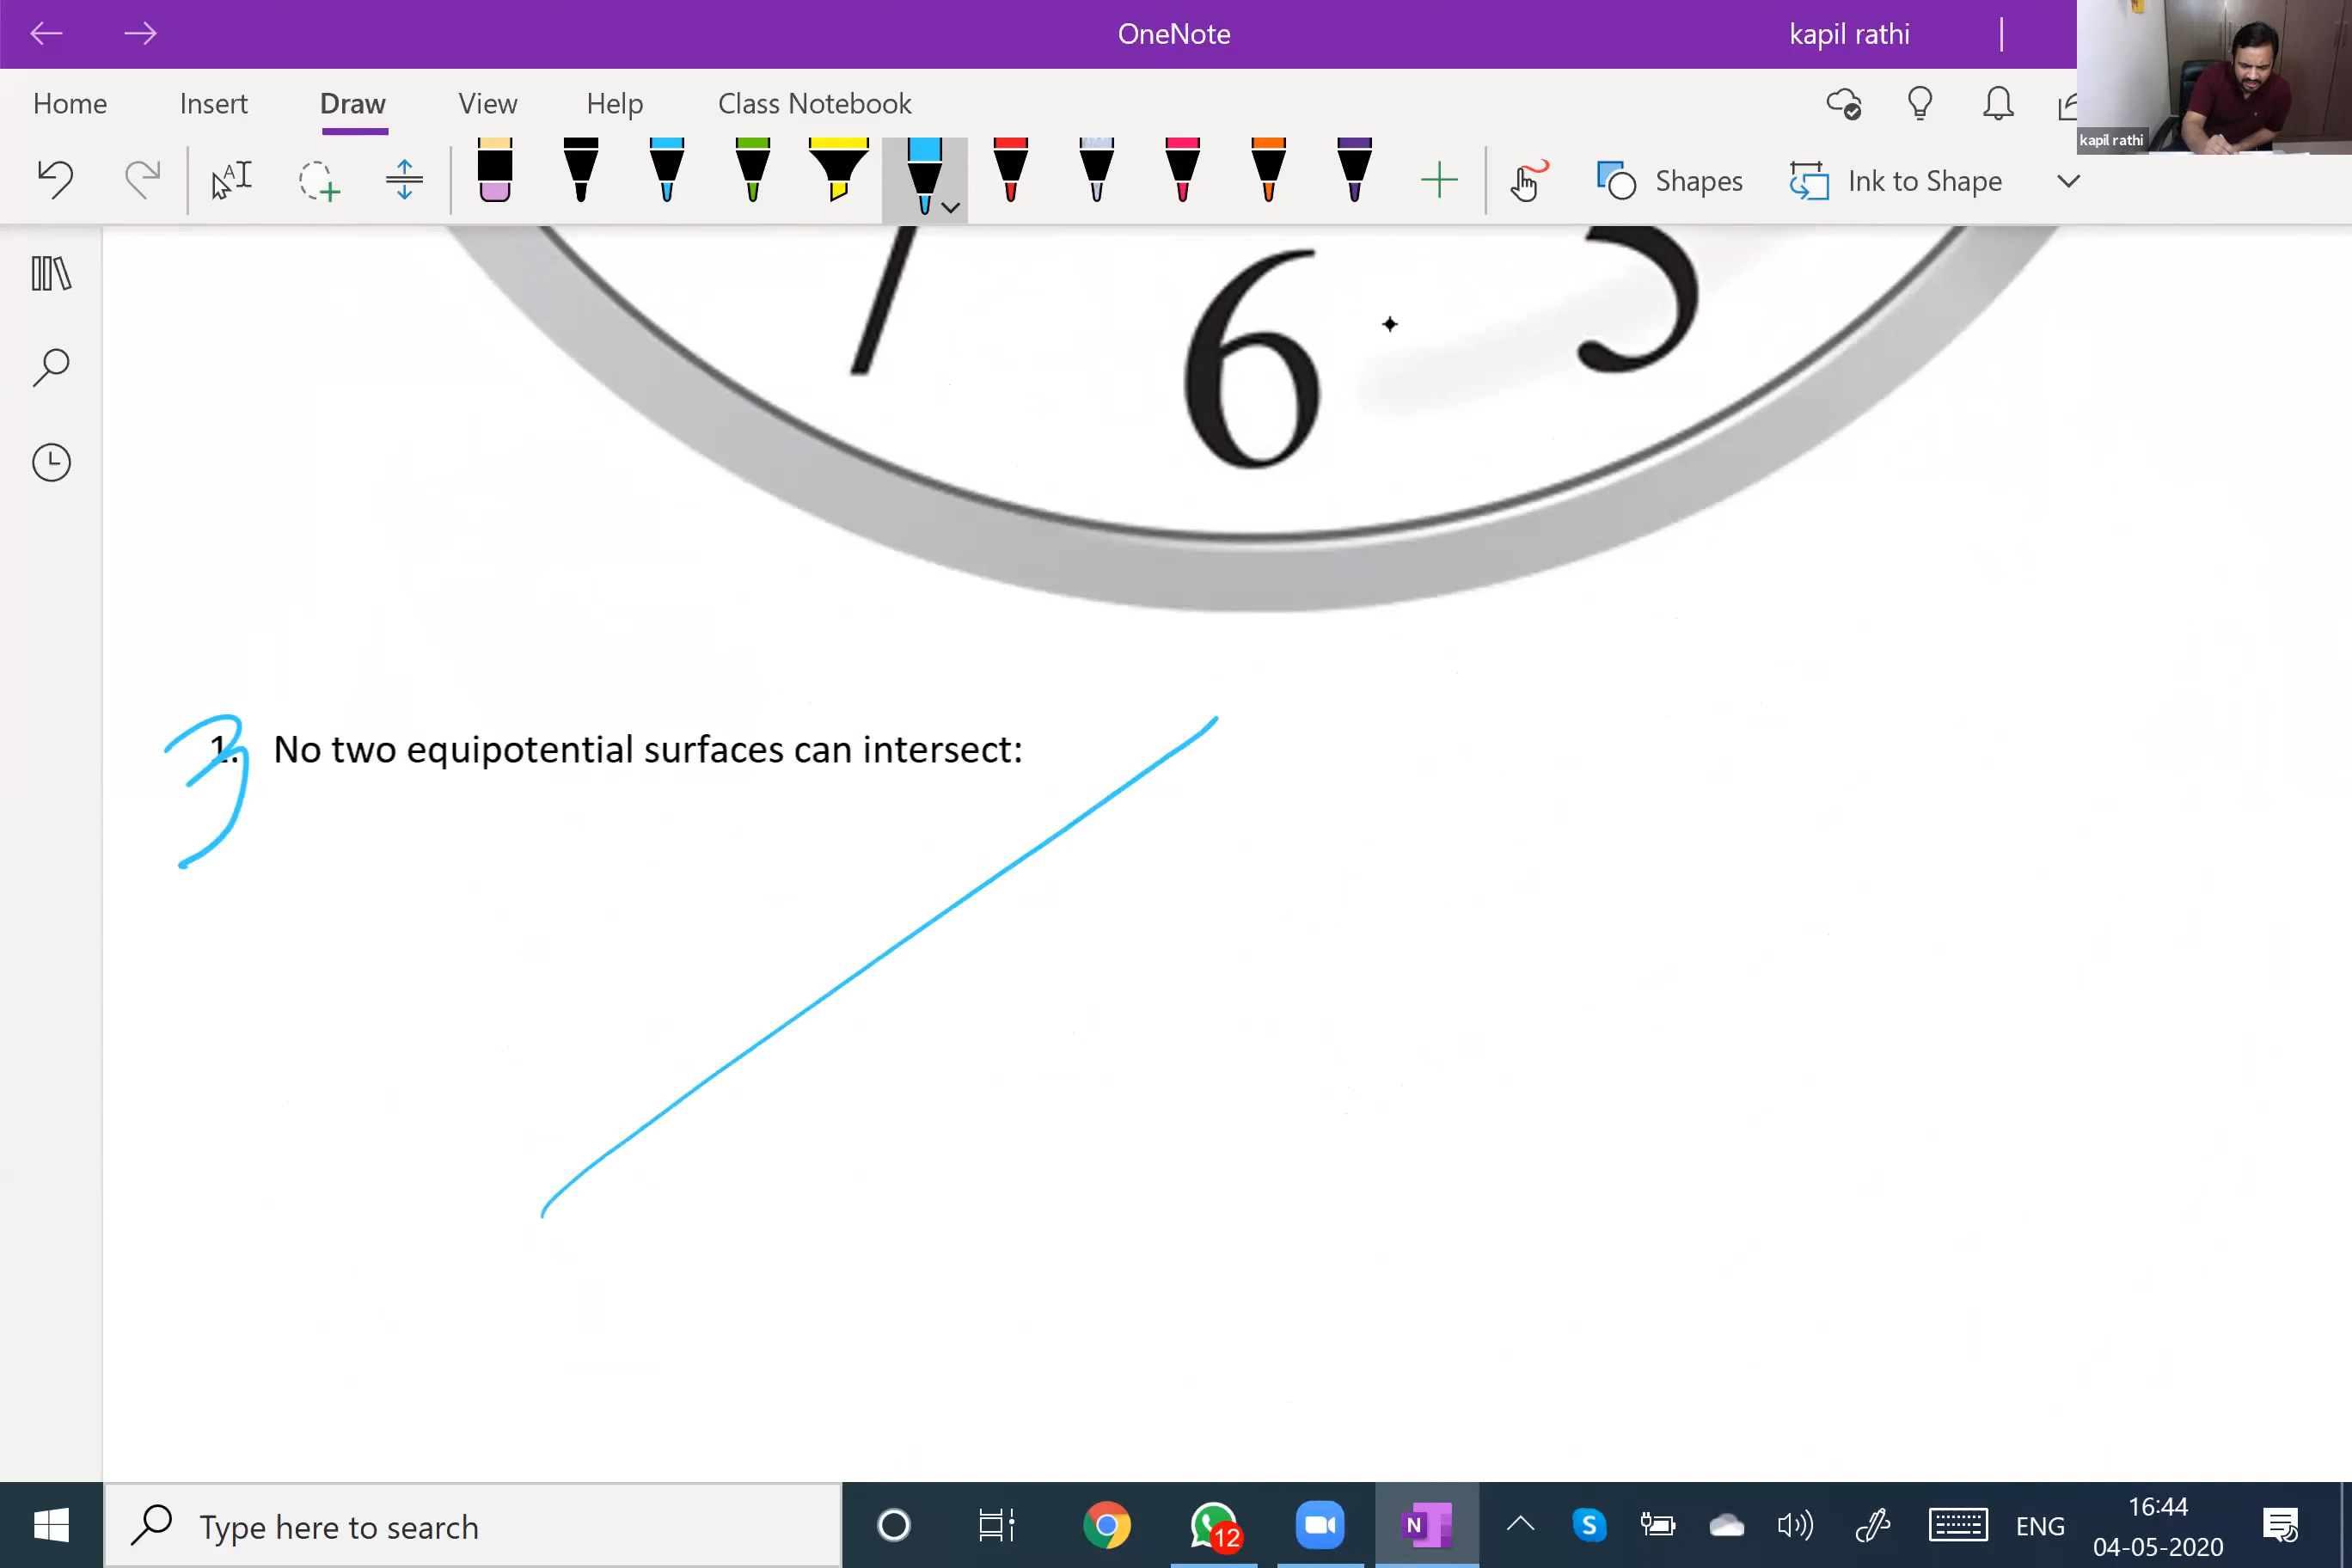 OneNote
kapil rathi
kapil rathi
Home Insert Draw View Help Class Notebook
Shapes Ink to Shape
7 6 5
3
1. No two equipotential surfaces can intersect:
Type here to search
12
N
S
ENG
16:44
04-05-2020